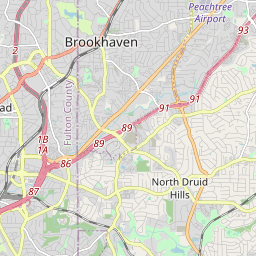 Peachtree
Airport
93
2
Brookhaven
91
91
ad
Fulton County
89
1B
1A
89
86
87
North Druid
Hills